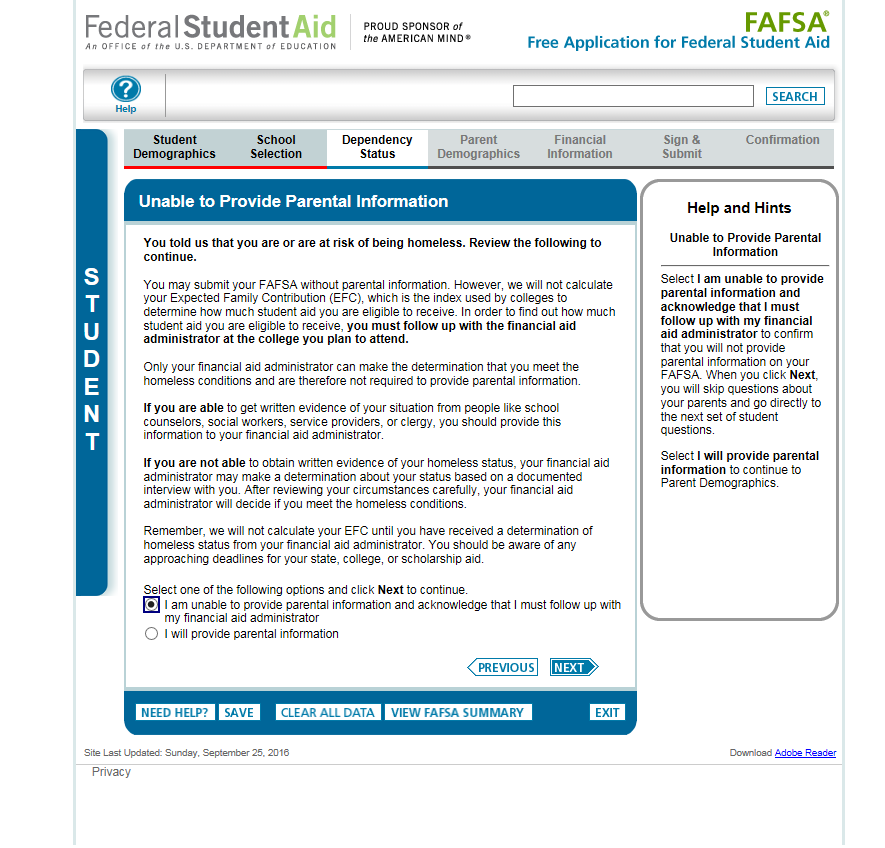 Federal Student Aid
An OFFICE of the U.S. DEPARTMENT of EDUCATION
PROUD SPONSOR of
the AMERICAN MIND®
FAFSA®
Free Application for Federal Student Aid
?
Help
SEARCH
Student
Demographics
School
Selection
Dependency
Status
Parent
Demographics
Financial
Information
Sign &
Submit
Confirmation
STUDENT
Unable to Provide Parental Information
You told us that you are or are at risk of being homeless. Review the following to
continue.
You may submit your FAFSA without parental information. However, we will not calculate
your Expected Family Contribution (EFC), which is the index used by colleges to
determine how much student aid you are eligible to receive. In order to find out how much
student aid you are eligible to receive, you must follow up with the financial aid
administrator at the college you plan to attend.
Only your financial aid administrator can make the determination that you meet the
homeless conditions and are therefore not required to provide parental information.
If you are able to get written evidence of your situation from people like school
counselors, social workers, service providers, or clergy, you should provide this
information to your financial aid administrator.
If you are not able to obtain written evidence of your homeless status, your financial aid
administrator may make a determination about your status based on a documented
interview with you. After reviewing your circumstances carefully, your financial aid
administrator will decide if you meet the homeless conditions.
Remember, we will not calculate your EFC until you have received a determination of
homeless status from your financial aid administrator. You should be aware of any
approaching deadlines for your state, college, or scholarship aid.
Select one of the following options and click Next to continue.
I am unable to provide parental information and acknowledge that I must follow up with
my financial aid administrator
I will provide parental information
PREVIOUS
NEXT
NEED HELP?
SAVE
CLEAR ALL DATA
VIEW FAFSA SUMMARY
EXIT
Help and Hints
Unable to Provide Parental
Information
Select I am unable to provide
parental information and
acknowledge that I must
follow up with my financial
aid administrator to confirm
that you will not provide
parental information on your
FAFSA. When you click Next,
you will skip questions about
your parents and go directly to
the next set of student
questions.
Select I will provide parental
information to continue to
Parent Demographics.
Site Last Updated: Sunday, September 25, 2016
Download Adobe Reader
Privacy